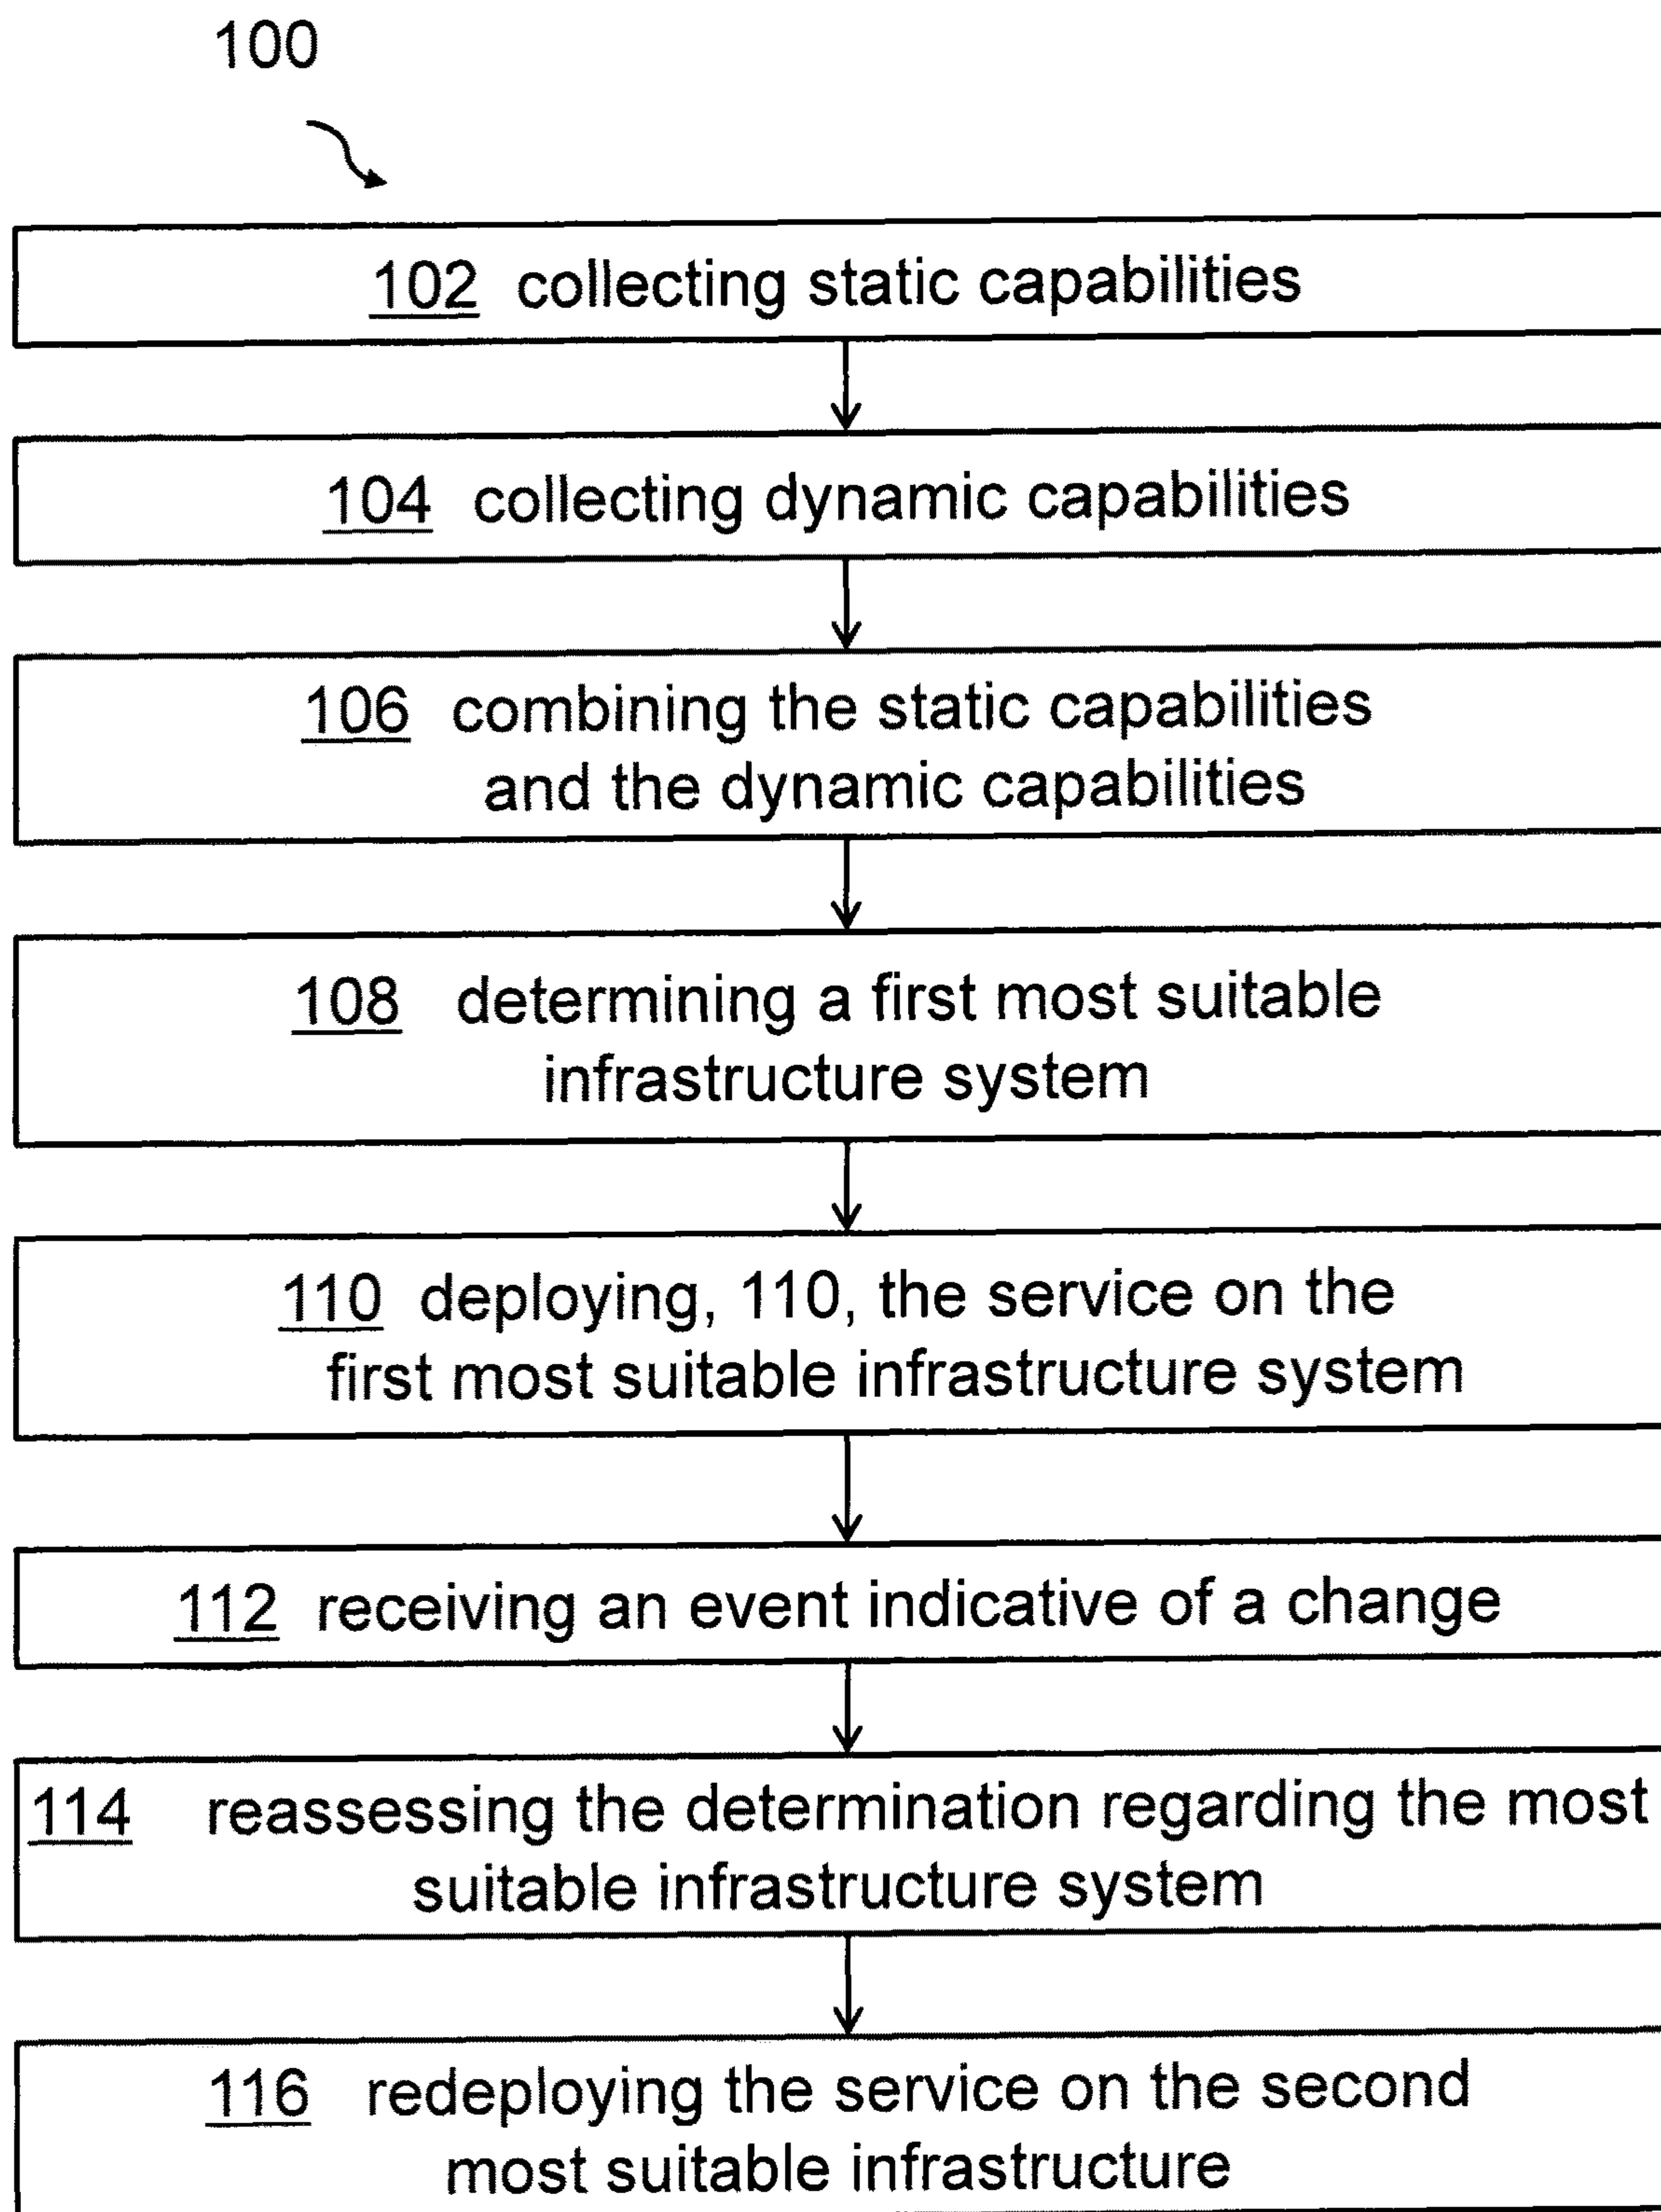 100
102 collecting static capabilities
104 collecting dynamic capabilities
106 combining the static capabilities
and the dynamic capabilities
108 determining a first most suitable
infrastructure system
110 deploying, 110, the service on the
first most suitable infrastructure system
112 receiving an event indicative of a change
114 reassessing the determination regarding the most
suitable infrastructure system
116 redeploying the service on the second
most suitable infrastructure